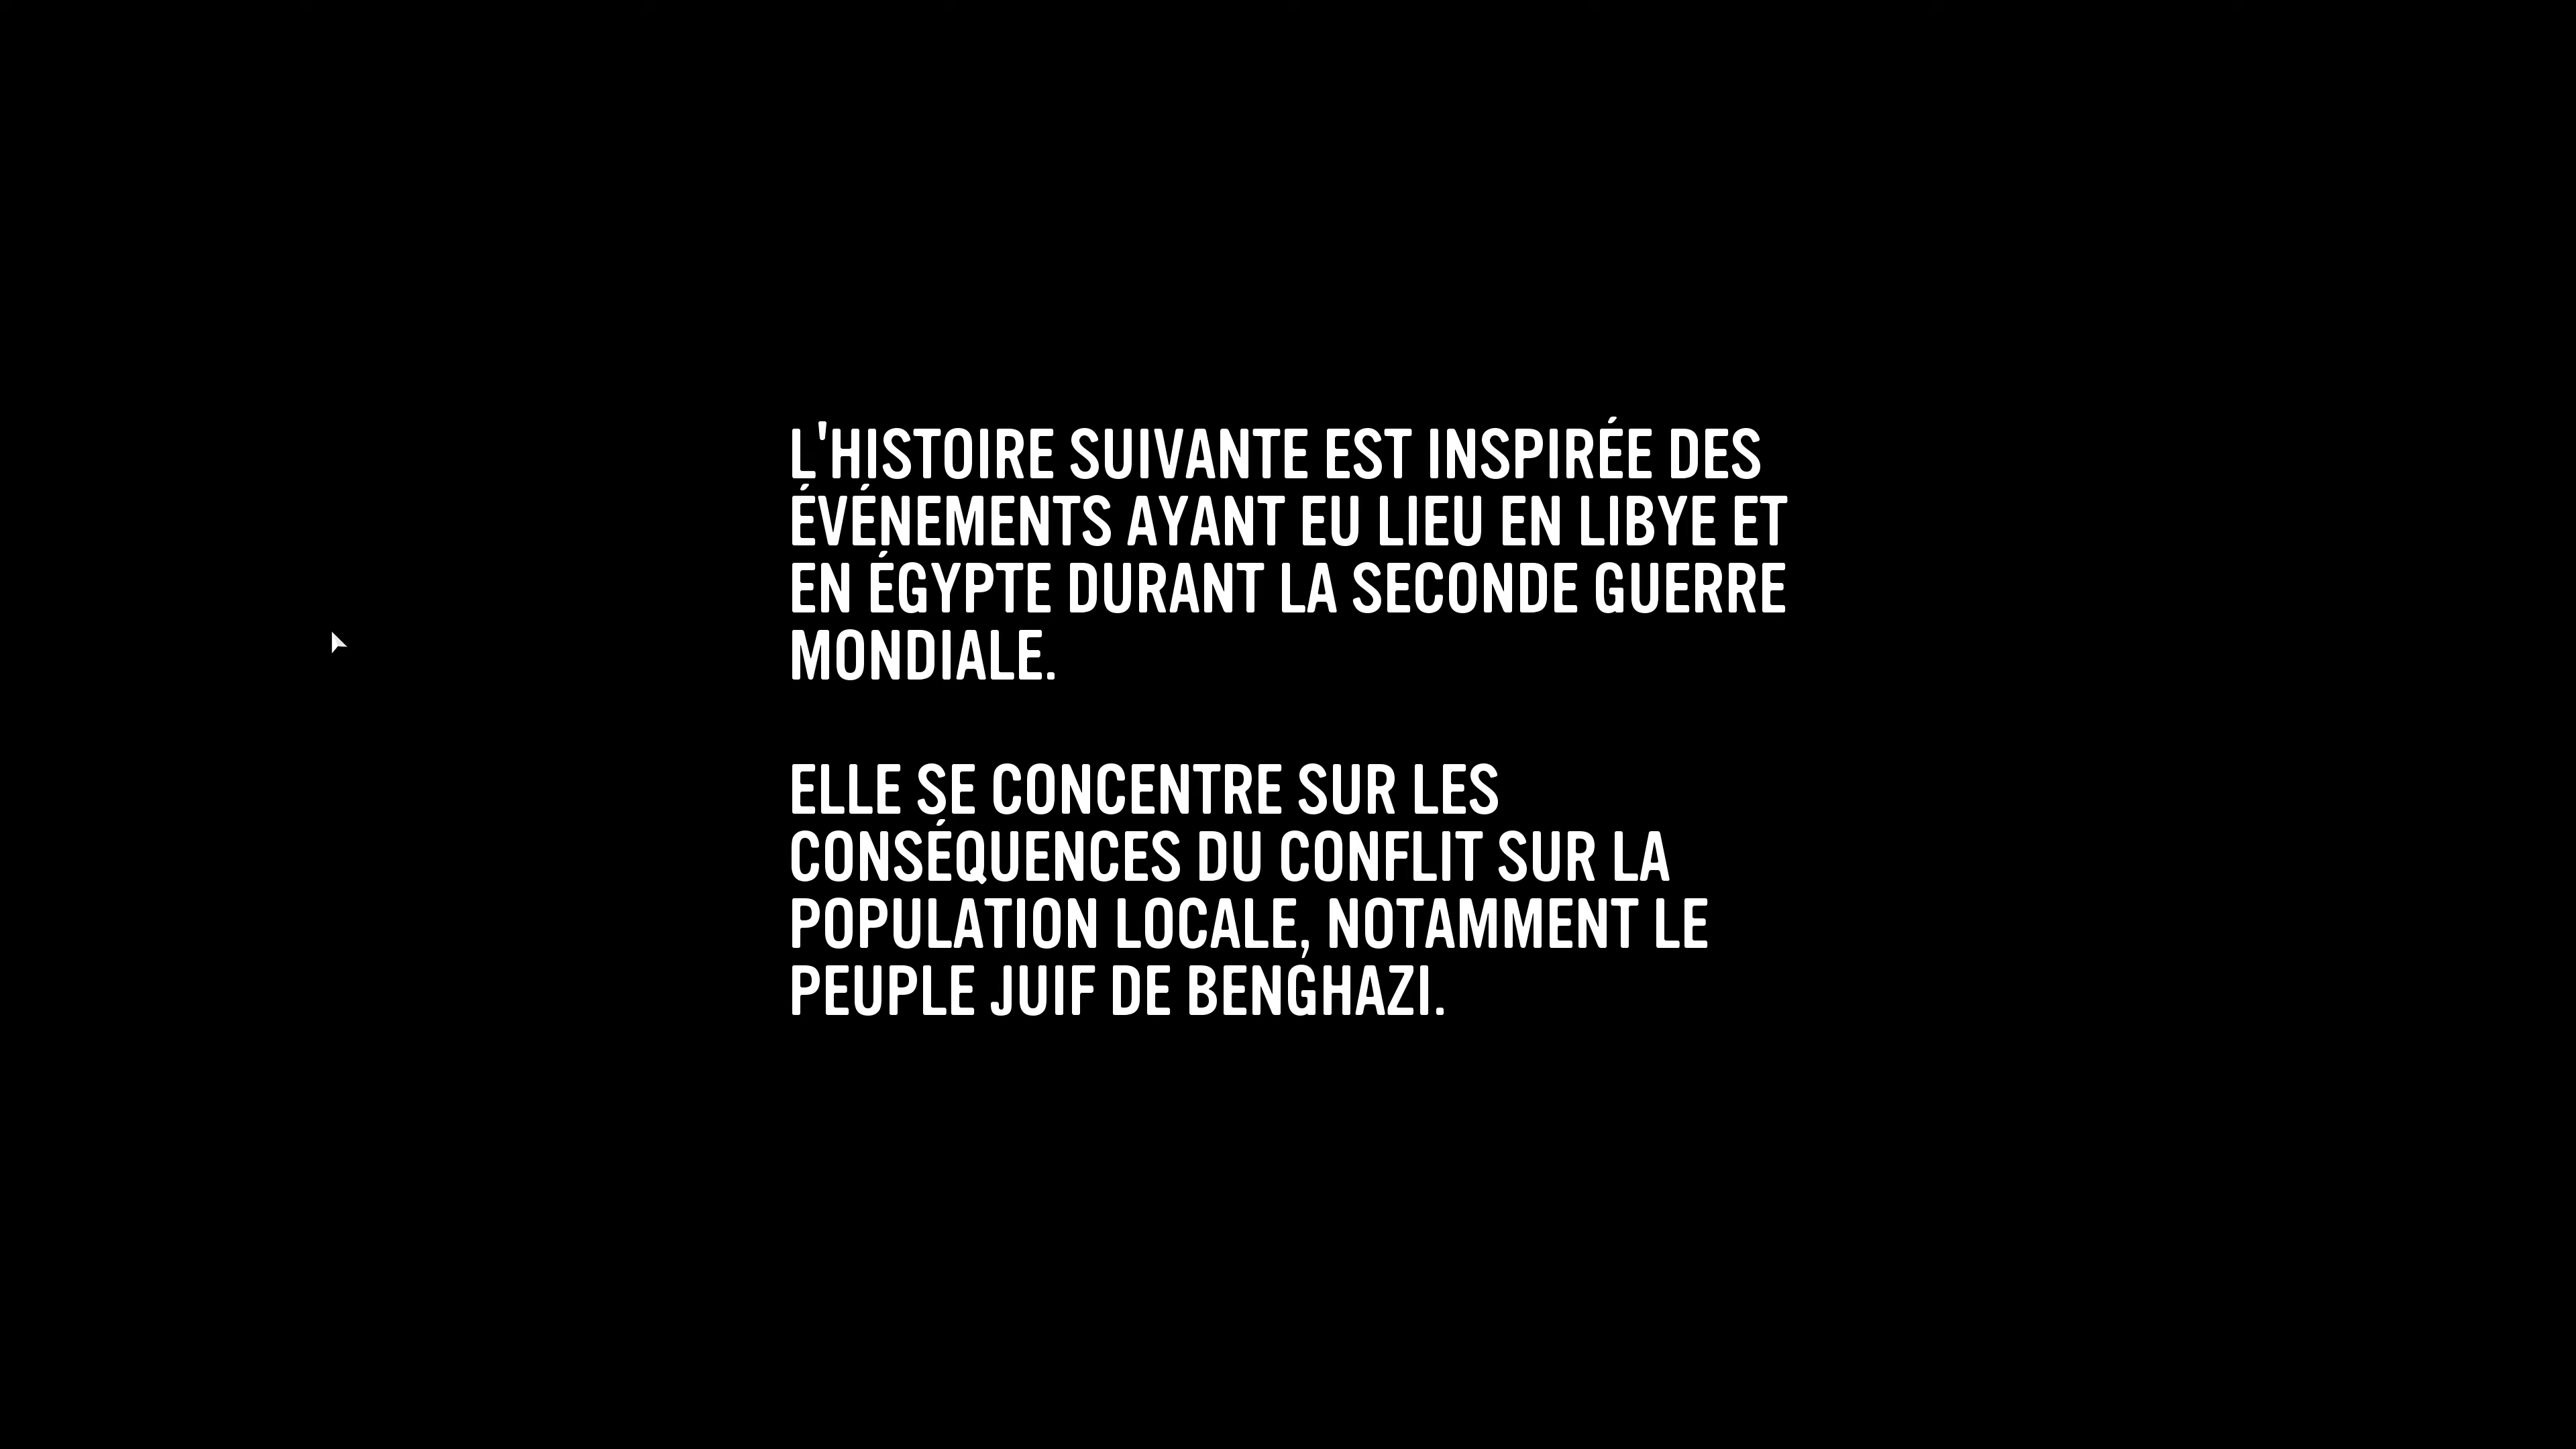 L'HISTOIRE SUIVANTE EST INSPIRÉE DES
ÉVÉNEMENTS AYANT EU LIEU EN LIBYE ET
EN ÉGYPTE DURANT LA SECONDE GUERRE
MONDIALE.
ELLE SE CONCENTRE SUR LES
CONSÉQUENCES DU CONFLIT SUR LA
POPULATION LOCALE, NOTAMMENT LE
PEUPLE JUIF DE BENGHAZI.